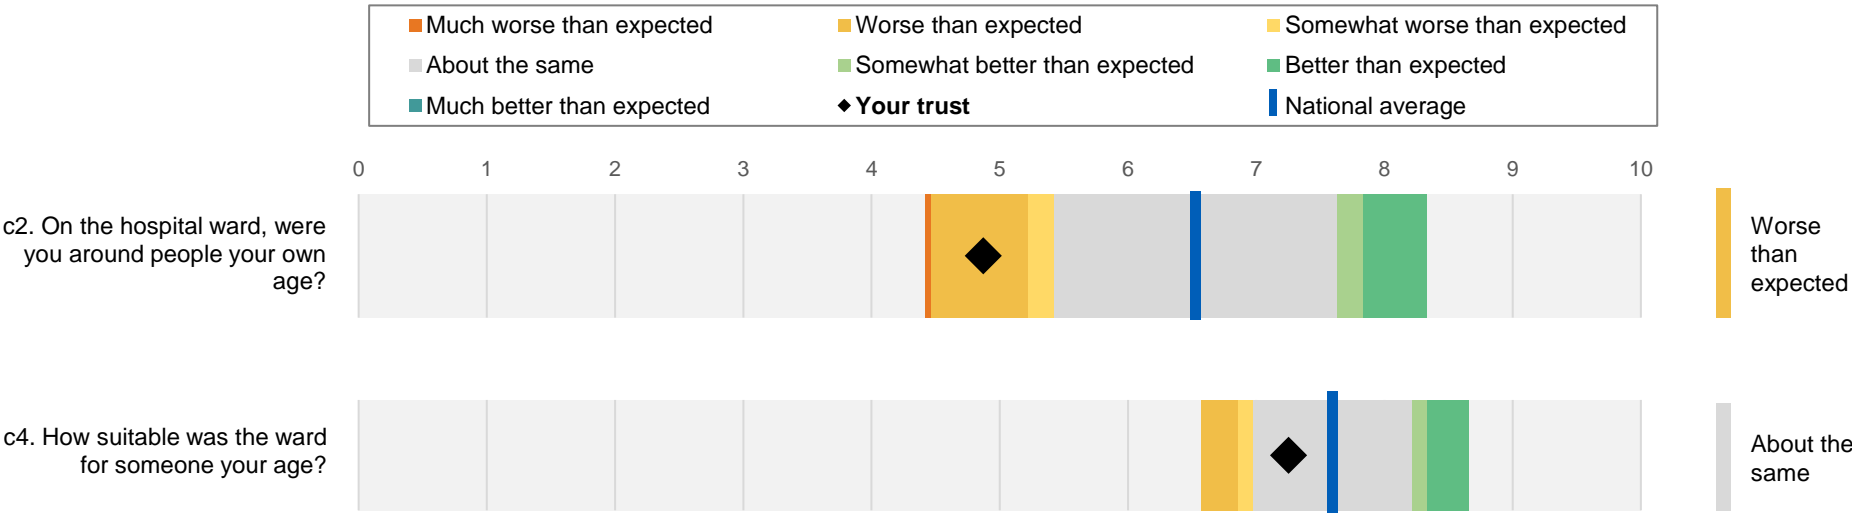 Much worse than expected
Worse than expected
Somewhat worse than expected
About the same
Somewhat better than expected
Better than expected
Much better than expected
Your trust
National average
0 1 2 3 4 5 6 7 8 9 10
c2. On the hospital ward, were
you around people your own
age?
Worse
than
expected
c4. How suitable was the ward
for someone your age?
About the
same